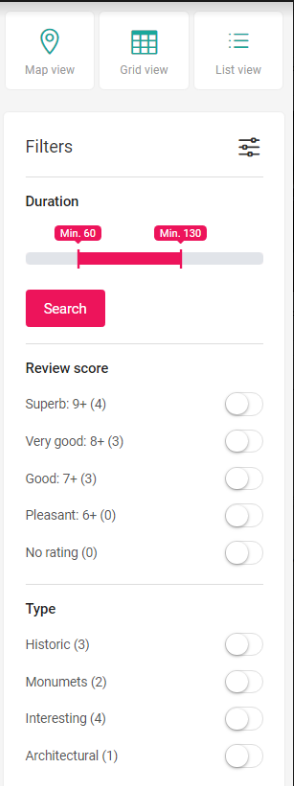 Map view
Grid view
List view
Filters
Duration
Min. 60
Min. 130
Search
Review score
Superb: 9+ (4)
Very good: 8+ (3)
Good: 7+ (3)
Pleasant: 6+ (0)
No rating (0)
Type
Historic (3)
Monumets (2)
Interesting (4)
Architectural (1)